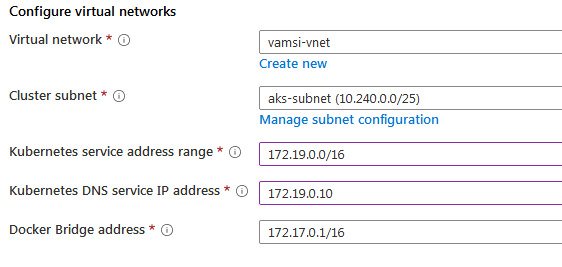 Configure virtual networks
Virtual network *
vamsi-vnet
Create new
Cluster subnet *
aks-subnet (10.240.0.0/25)
Manage subnet configuration
Kubernetes service address range *
172.19.0.0/16
Kubernetes DNS service IP address *
172.19.0.10
Docker Bridge address *
172.17.0.1/16